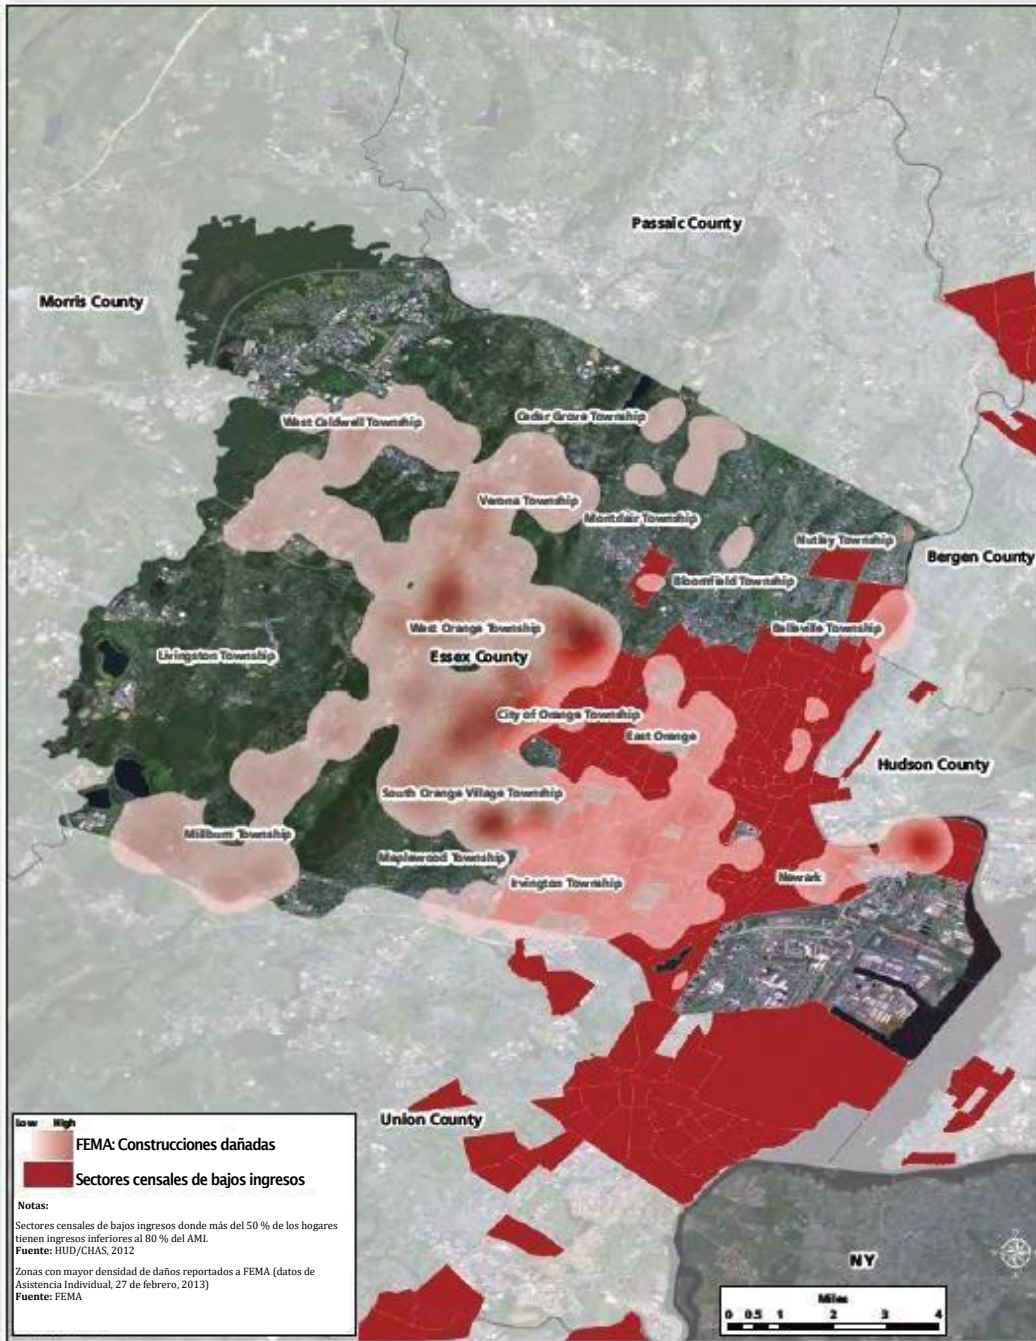 Passaic County
Morris County
West Caldwell Township
Cedar Grove Township
Verona Township
Montclair Township
Nutley Township
Bergen County
Bloomfield Township
West Orange Township
Belleville Township
Livingston Township
Essex County
City of Orange Township
East Orange
Hudson County
South Orange Village Township
Millburn Township
Maplewood Township
Irvington Township
Newark
Union County
NY
Low High
FEMA: Construcciones dañadas
Sectores censales de bajos ingresos
Notas:
Sectores censales de bajos ingresos donde más del 50 % de los hogares
tienen ingresos inferiores al 80 % del AMI.
Fuente: HUD/CHAS, 2012
Zonas con mayor densidad de daños reportados a FEMA (datos de
Asistencia Individual, 27 de febrero, 2013)
Fuente: FEMA
Miles
0 0.5 1 2 3 4